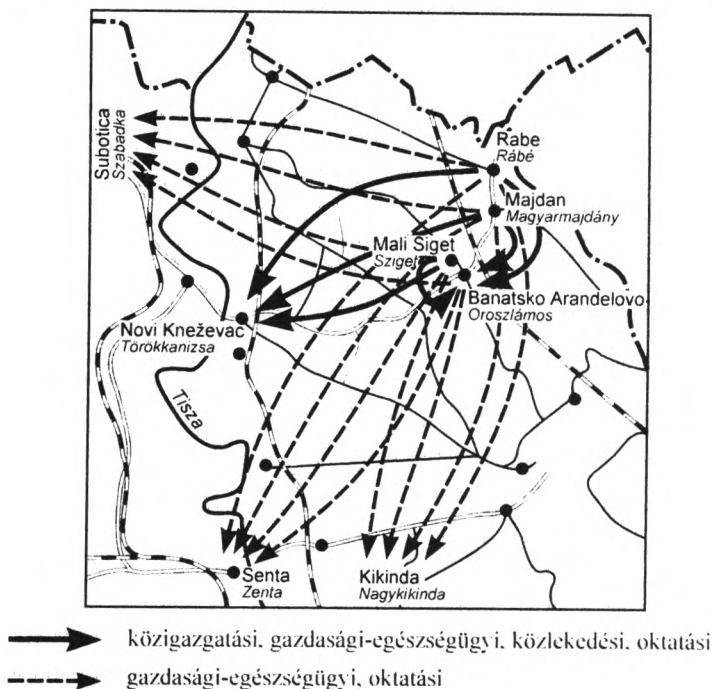 Subotica
Szabadka
Rabe
Rábé
Majdan
Magyarmajdány
Mali Siget
Sziget
Banatsko Arandelovo
Oroszlámos
Novi Kneževac
Törökkanizsa
Tisza
Senta
Zenta
Kikinda
Nagykikinda
közigazgatási, gazdasági-egészségügyi, közlekedési, oktatási
gazdasági-egészségügyi, oktatási